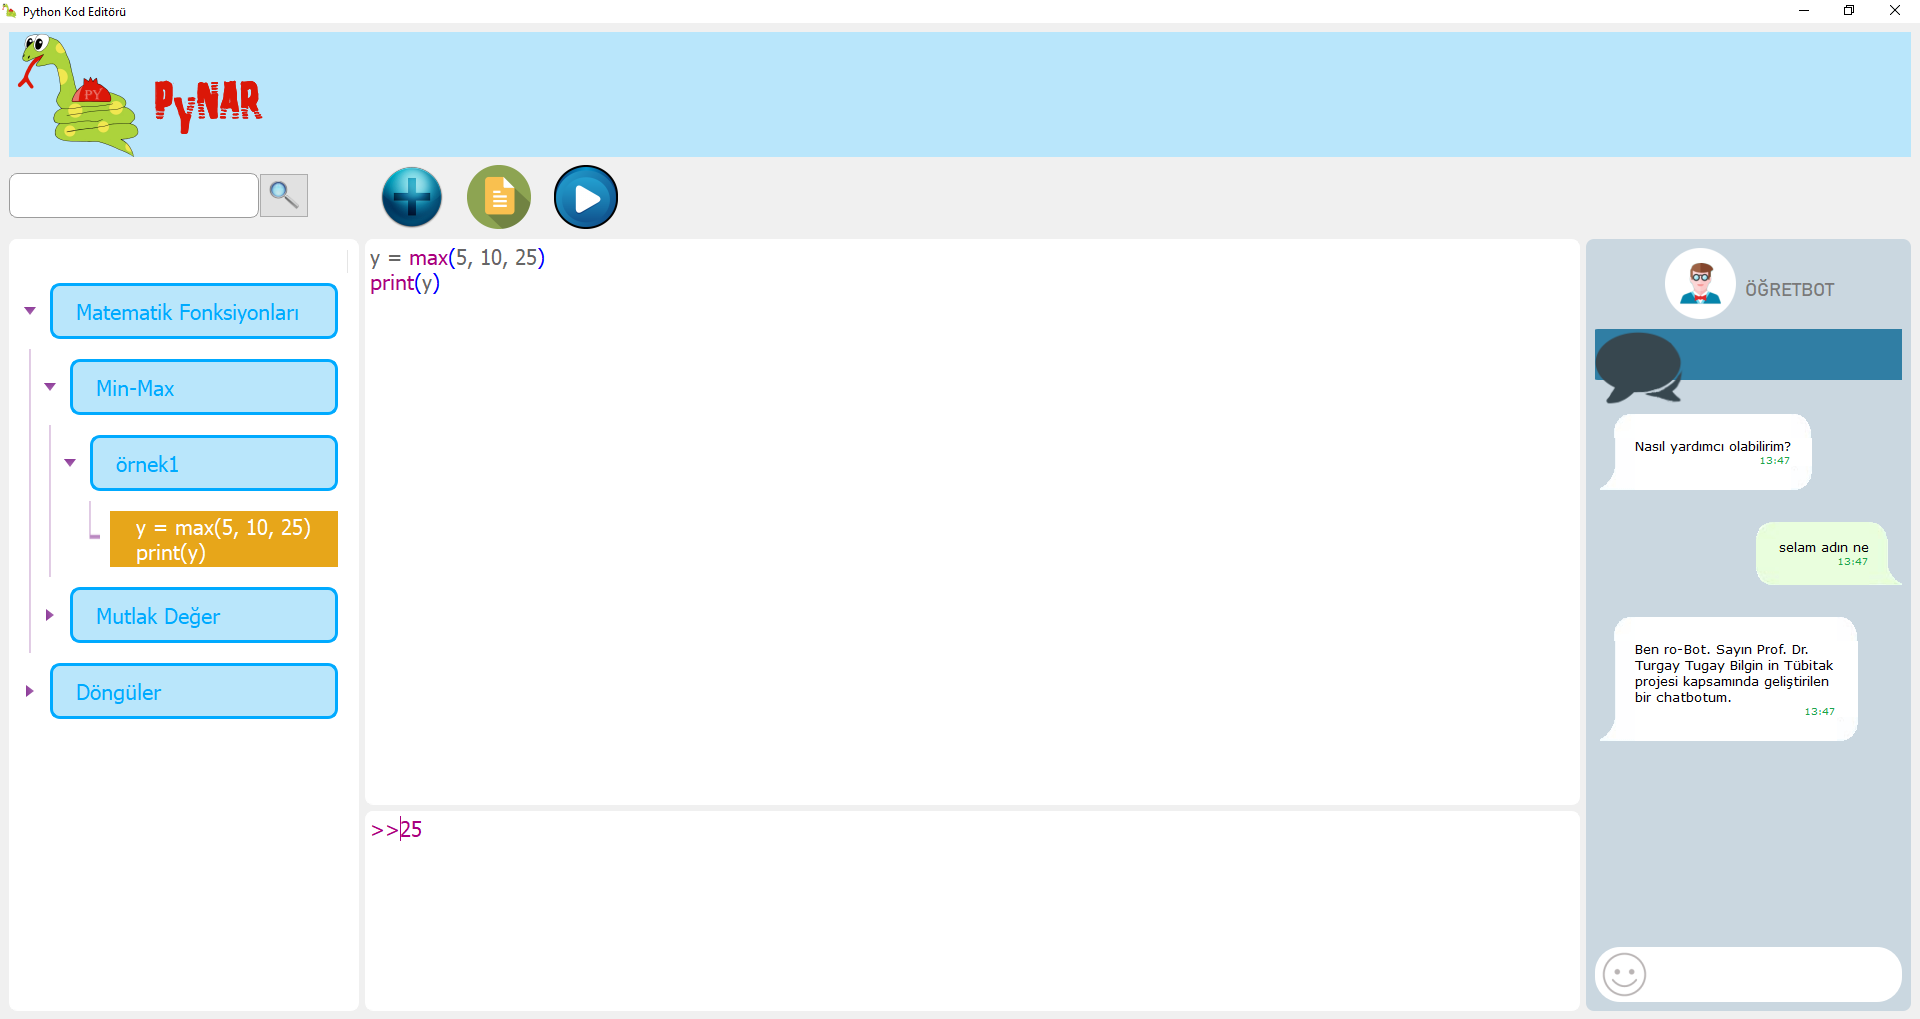 Python Kod Editörü
PY
PYNAR
Matematik Fonksiyonları
Min-Max
örnek1
y = max(5, 10, 25)
print(y)
Mutlak Değer
Döngüler
y = max(5, 10, 25)
print(y)
>>25
ÖĞRETBOT
Nasıl yardımcı olabilirim?
13:47
selam adın ne
13:47
Ben ro-Bot. Sayın Prof. Dr.
Turgay Tugay Bilgin in Tübitak
projesi kapsamında geliştirilen
bir chatbotum.
13:47